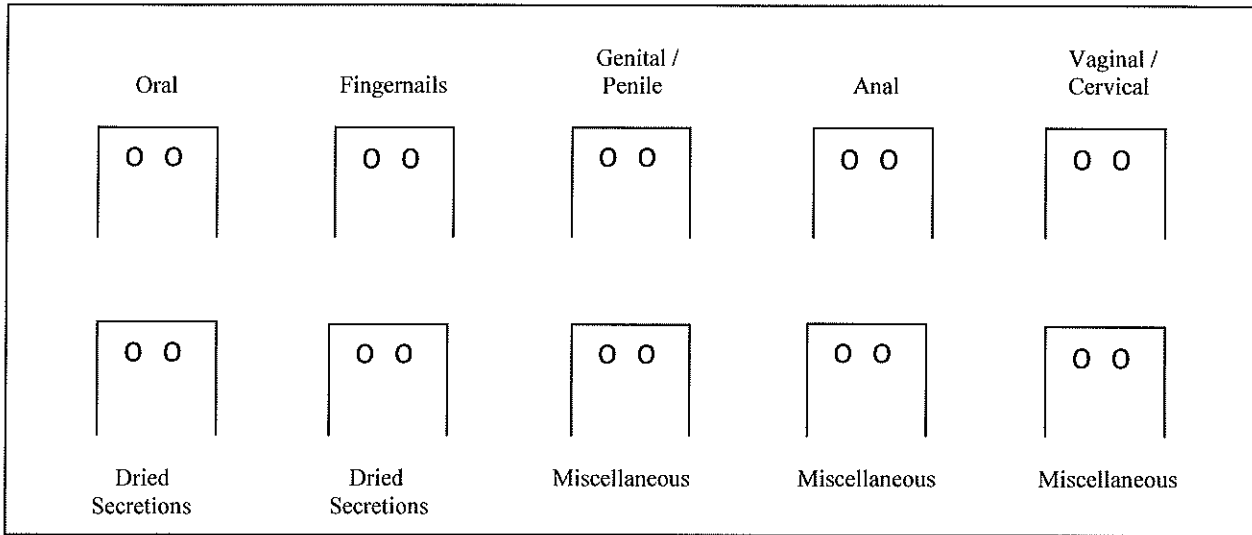 Oral
Fingernails
Genital /
Penile
Anal
Vaginal /
Cervical
O O
O O
O O
O O
O O
O O
O O
O O
O O
O O
Dried
Secretions
Dried
Secretions
Miscellaneous
Miscellaneous
Miscellaneous